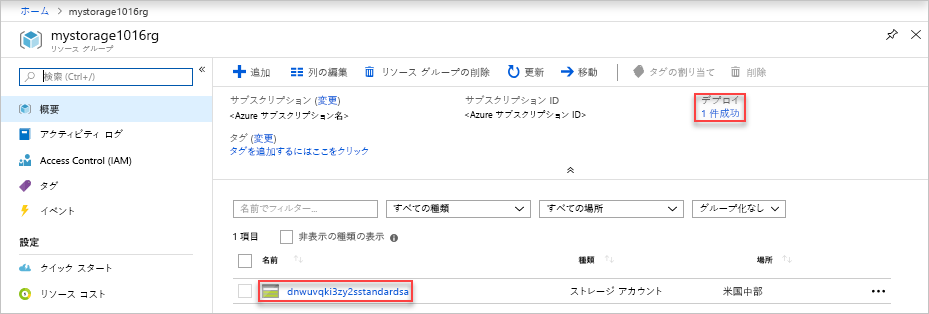 ホーム > mystorage1016rg
mystorage1016rg
リソース グループ
検索 (Ctrl+/)
概要
アクティビティ ログ
Access Control (IAM)
タグ
イベント
設定
クイック スタート
リソース コスト
追加 列の編集 リソース グループの削除 更新 移動 タグの割り当て 削除
サブスクリプション (変更) サブスクリプション ID デプロイ
<Azure サブスクリプション名> <Azure サブスクリプション ID> 1 件成功
タグ (変更)
タグを追加するにはここをクリック
名前でフィルター... すべての種類 すべての場所 グループ化なし
1 項目 非表示の種類の表示
名前 種類 場所
dnwuvqki3zy2sstandardsa ストレージ アカウント 米国中部